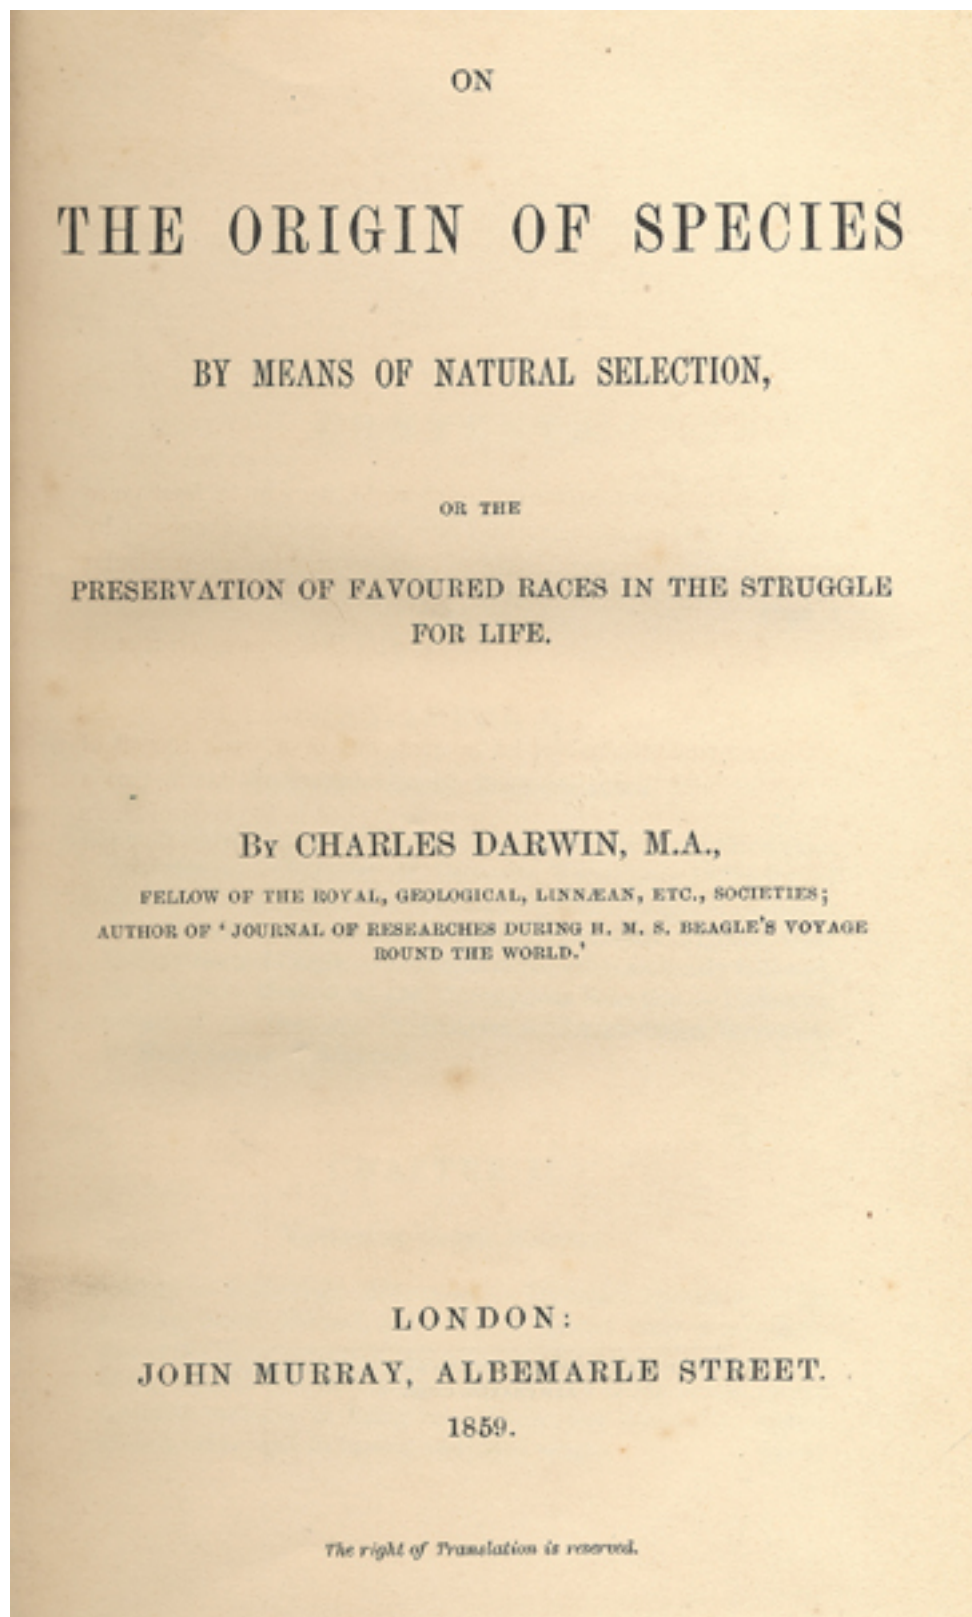 ON
THE ORIGIN OF SPECIES
BY MEANS OF NATURAL SELECTION,
OR THE
PRESERVATION OF FAVOURED RACES IN THE STRUGGLE
FOR LIFE.
By CHARLES DARWIN, M.A.,
FELLOW OF THE ROYAL, GEOLOGICAL, LINNÆAN, ETC., SOCIETIES;
AUTHOR OF ‘JOURNAL OF RESEARCHES DURING H. M. S. BEAGLE’S VOYAGE
ROUND THE WORLD.’
LONDON:
JOHN MURRAY, ALBEMARLE STREET.
1859.
The right of Translation is reserved.